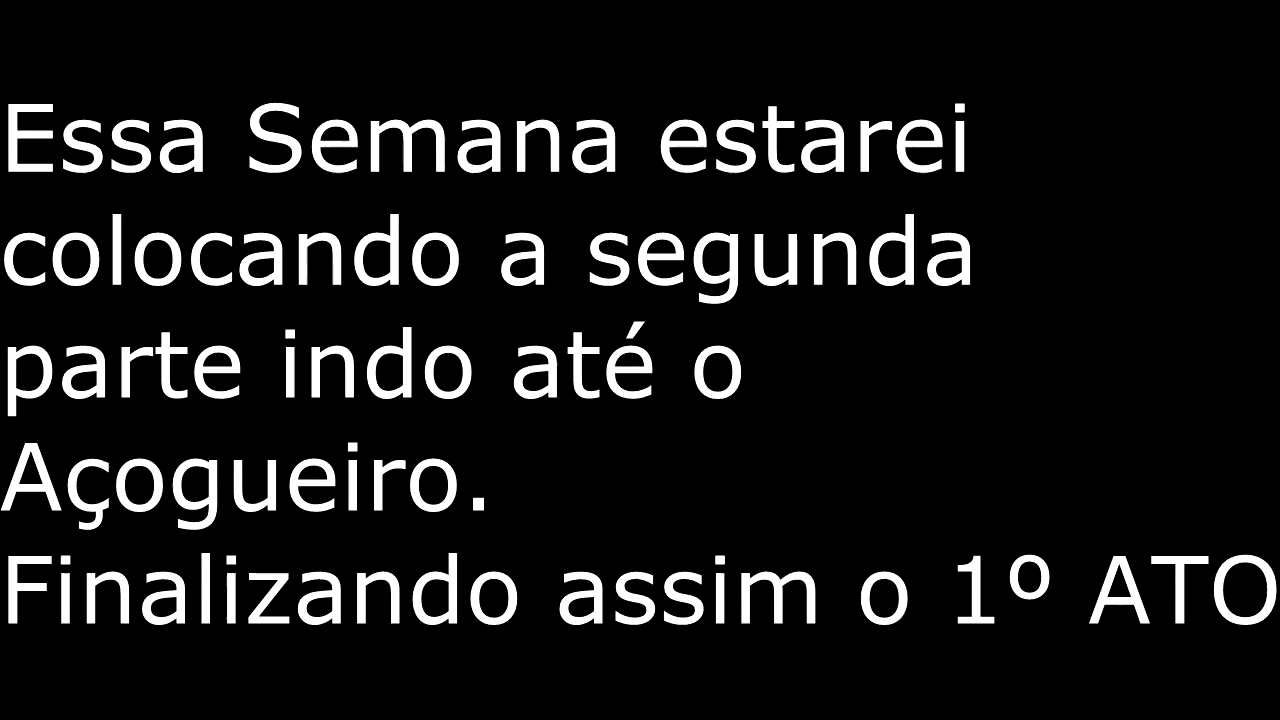 Essa Semana estarei
colocando a segunda
parte indo até o
Açogueiro.
Finalizando assim o 1º ATO